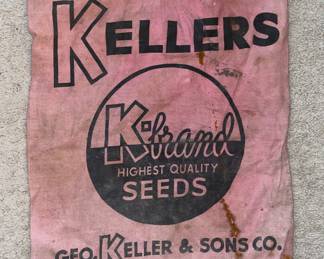 KELLERS
K-brand
HIGHEST QUALITY
SEEDS
GEO. KELLER & SONS CO.